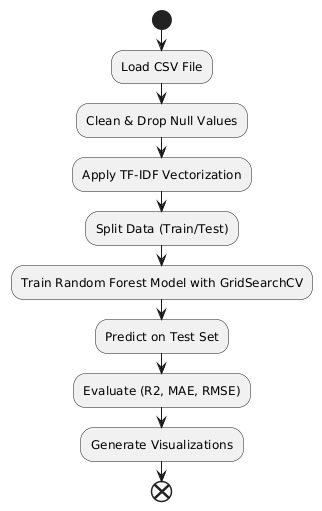 Load CSV File
Clean & Drop Null Values
Apply TF-IDF Vectorization
Split Data (Train/Test)
Train Random Forest Model with GridSearchCV
Predict on Test Set
Evaluate (R2, MAE, RMSE)
Generate Visualizations